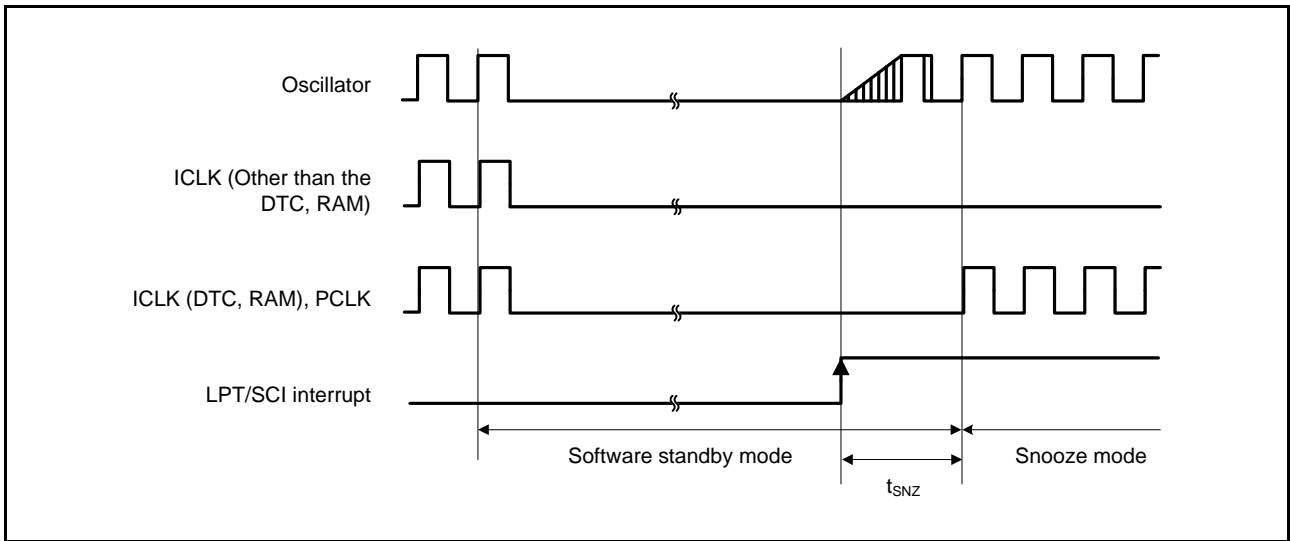 Oscillator
ICLK (Other than the
DTC, RAM)
ICLK (DTC, RAM), PCLK
LPT/SCI interrupt
Software standby mode
Snooze mode
tSNZ